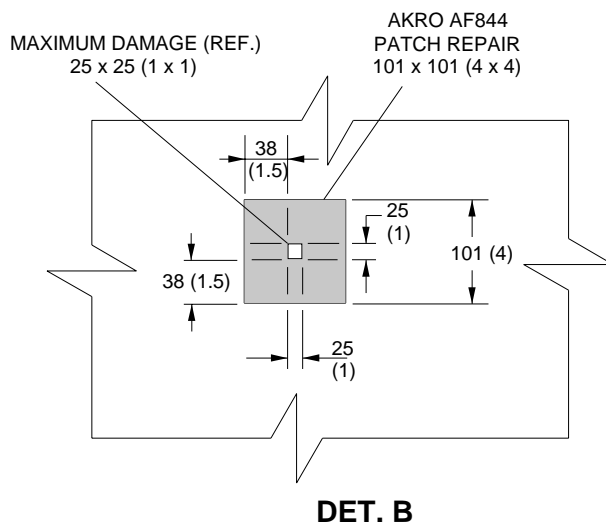 MAXIMUM DAMAGE (REF.)
25 x 25 (1 x 1)
AKRO AF844
PATCH REPAIR
101 x 101 (4 x 4)
38
(1.5)
25
(1)
101 (4)
38 (1.5)
25
(1)
DET. B